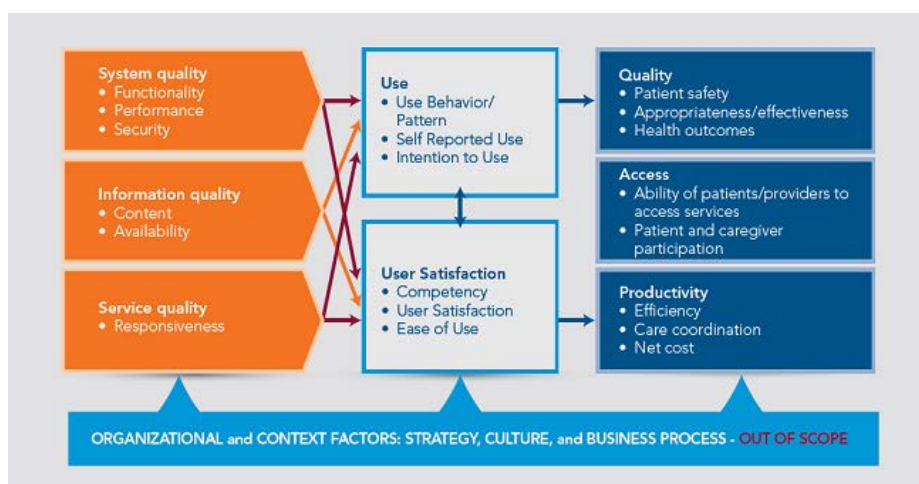 System quality
• Functionality
• Performance
• Security
Information quality
• Content
• Availability
Service quality
• Responsiveness
Use
• Use Behavior/
Pattern
• Self Reported Use
• Intention to Use
User Satisfaction
• Competency
• User Satisfaction
• Ease of Use
Quality
• Patient safety
• Appropriateness/effectiveness
• Health outcomes
Access
• Ability of patients/providers to
access services
• Patient and caregiver
participation
Productivity
• Efficiency
• Care coordination
• Net cost
ORGANIZATIONAL and CONTEXT FACTORS: STRATEGY, CULTURE, and BUSINESS PROCESS - OUT OF SCOPE